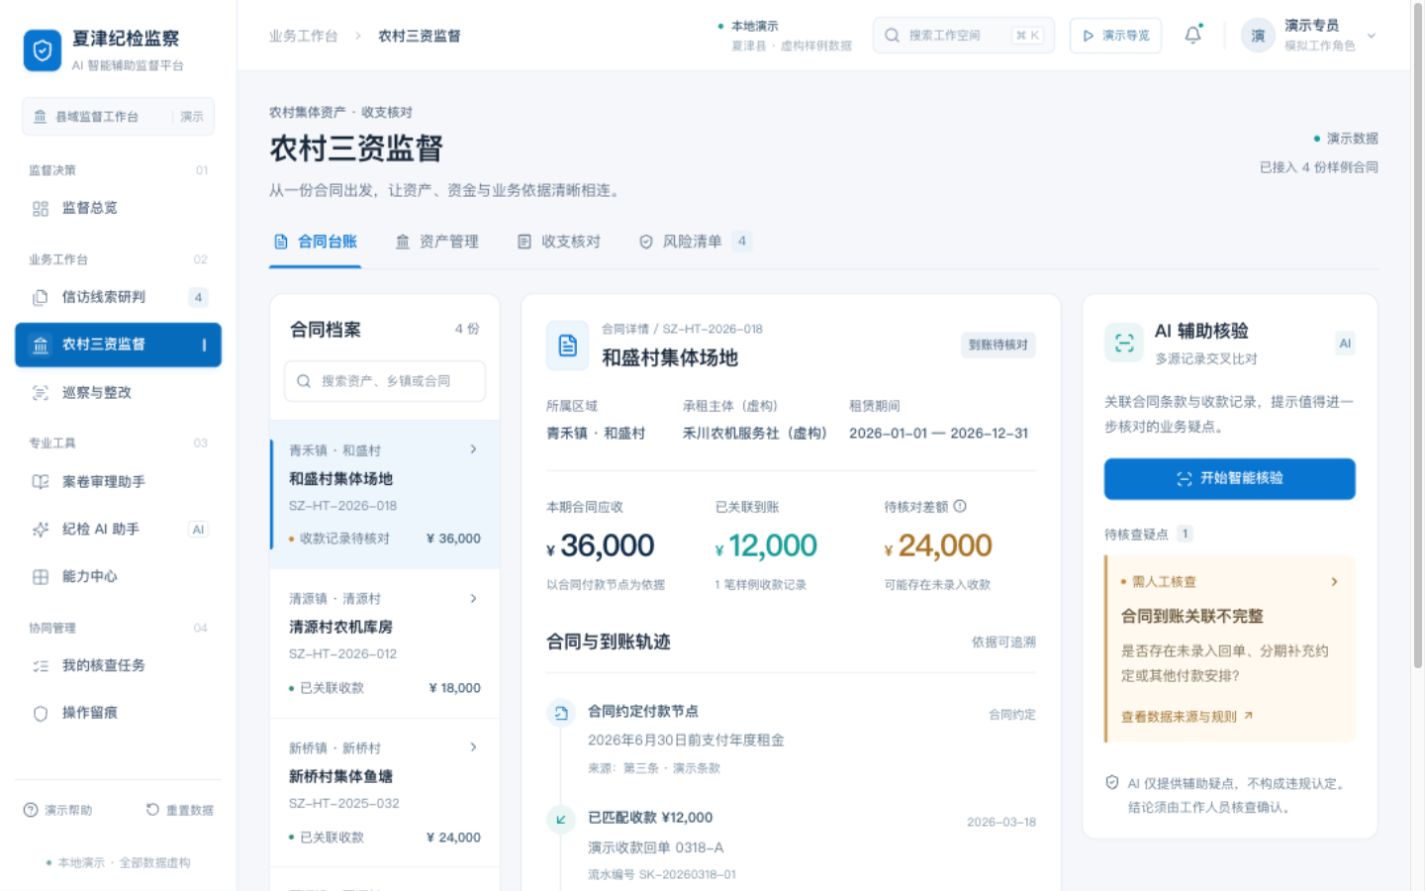 夏津纪检监察
AI 智能辅助监督平台
县域监督工作台 演示
监督决策 01
监督总览
业务工作台 02
信访线索研判 4
农村三资监督
巡察与整改
专业工具 03
案卷审理助手
纪检 AI 助手 AI
能力中心
协同管理 04
我的核查任务
操作留痕
演示帮助 重置数据
本地演示 · 全部数据虚构
业务工作台 > 农村三资监督
本地演示
夏津县 · 虚构样例数据
搜索工作空间 ⌘ K
演示导览
演 演示专员
模拟工作角色
农村集体资产 · 收支核对
农村三资监督
从一份合同出发，让资产、资金与业务依据清晰相连。
演示数据
已接入 4 份样例合同
合同台账 资产管理 收支核对 风险清单 4
合同档案 4 份
搜索资产、乡镇或合同
青禾镇 · 和盛村
和盛村集体场地
SZ-HT-2026-018
收款记录待核对 ¥ 36,000
清源镇 · 清源村
清源村农机库房
SZ-HT-2026-012
已关联收款 ¥ 18,000
新桥镇 · 新桥村
新桥村集体鱼塘
SZ-HT-2025-032
已关联收款 ¥ 24,000
合同详情 / SZ-HT-2026-018
和盛村集体场地
到账待核对
所属区域 承租主体（虚构） 租赁期间
青禾镇 · 和盛村 禾川农机服务社（虚构） 2026-01-01 — 2026-12-31
本期合同应收 已关联到账 待核对差额
¥ 36,000 ¥ 12,000 ¥ 24,000
以合同付款节点为依据 1 笔样例收款记录 可能存在未录入收款
合同与到账轨迹 依据可追溯
合同约定付款节点 合同约定
2026年6月30日前支付年度租金
来源：第三条 · 演示条款
已匹配收款 ¥12,000 2026-03-18
演示收款回单 0318-A
流水编号 SK-20260318-01
AI 辅助核验 AI
多源记录交叉比对
关联合同条款与收款记录，提示值得进一
步核对的业务疑点。
开始智能核验
待核查疑点 1
需人工核查
合同到账关联不完整
是否存在未录入回单、分期补充约
定或其他付款安排？
查看数据来源与规则
AI 仅提供辅助疑点，不构成违规认定。
结论须由工作人员核查确认。